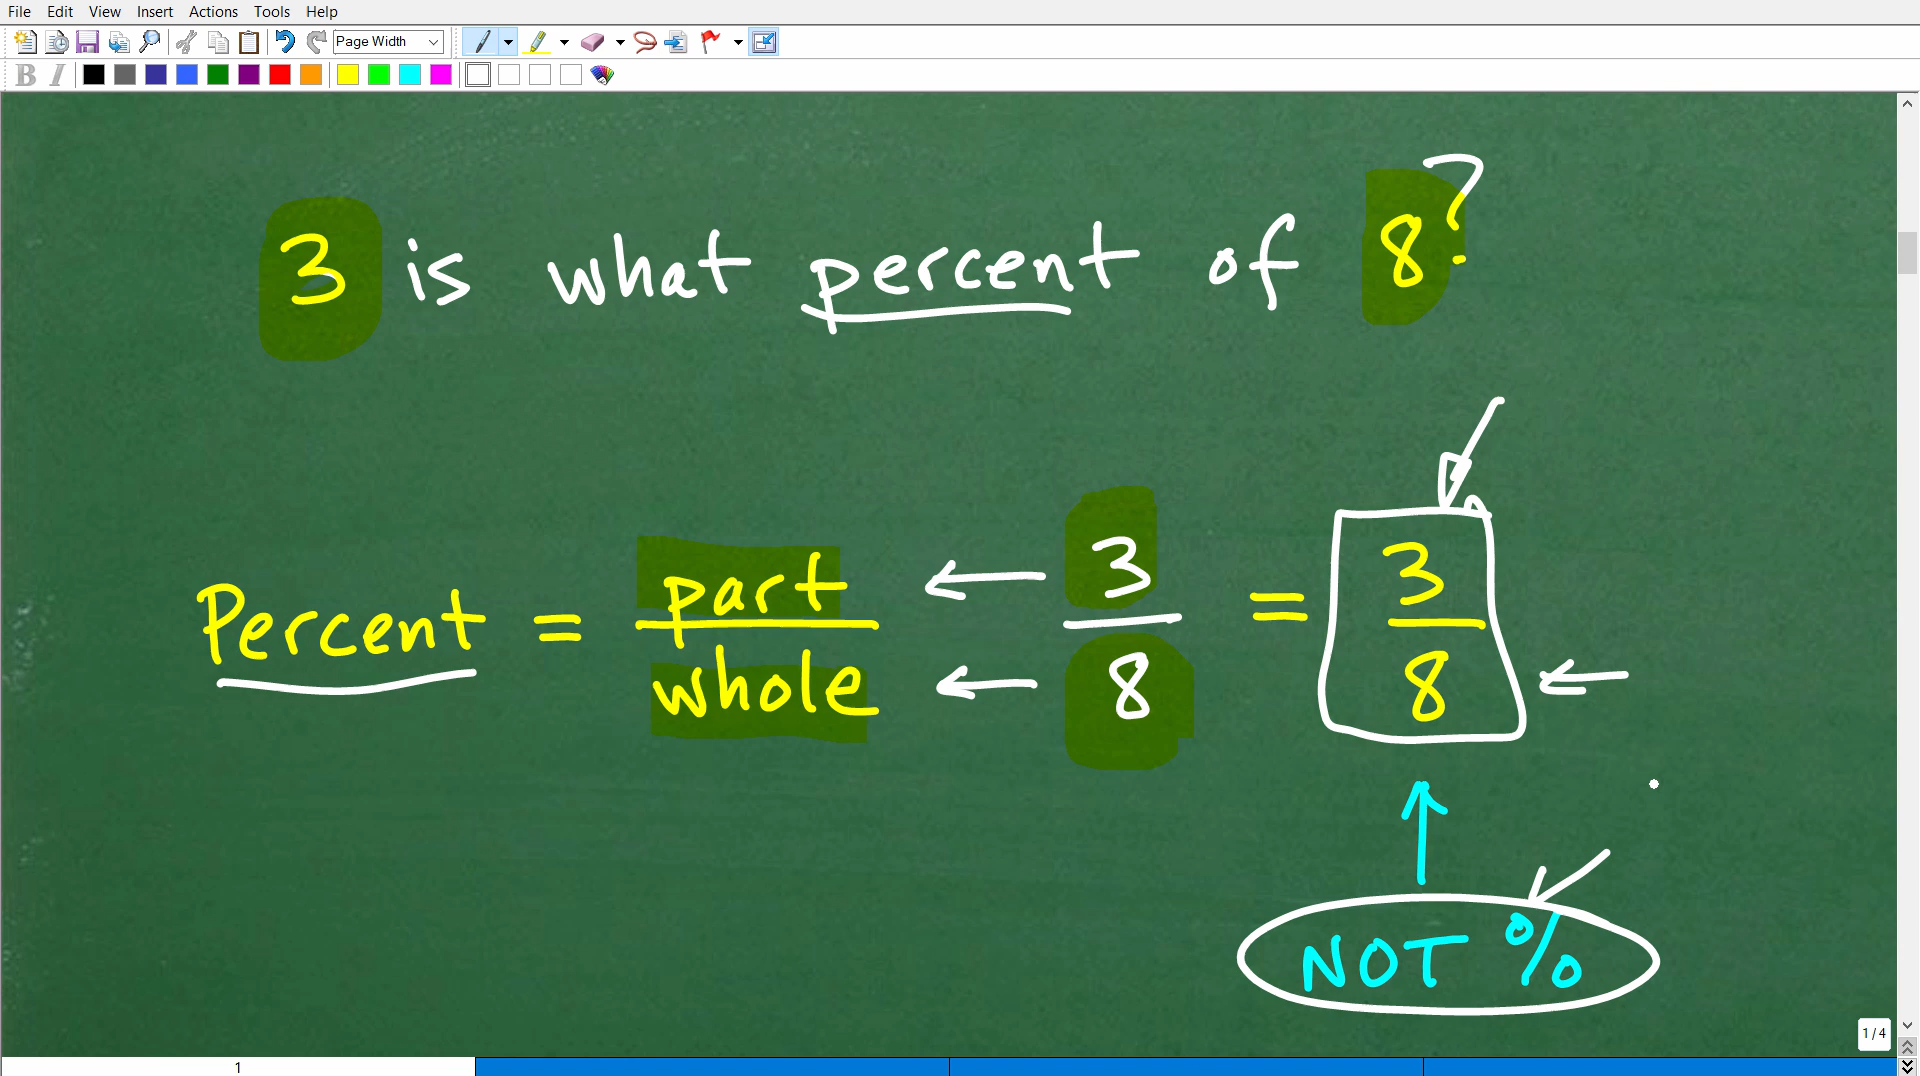 File Edit View Insert Actions Tools Help
Page Width
B I
3 is what percent of 8?
Percent = part/whole ← 3/8 = 3/8
NOT %
1/4
1